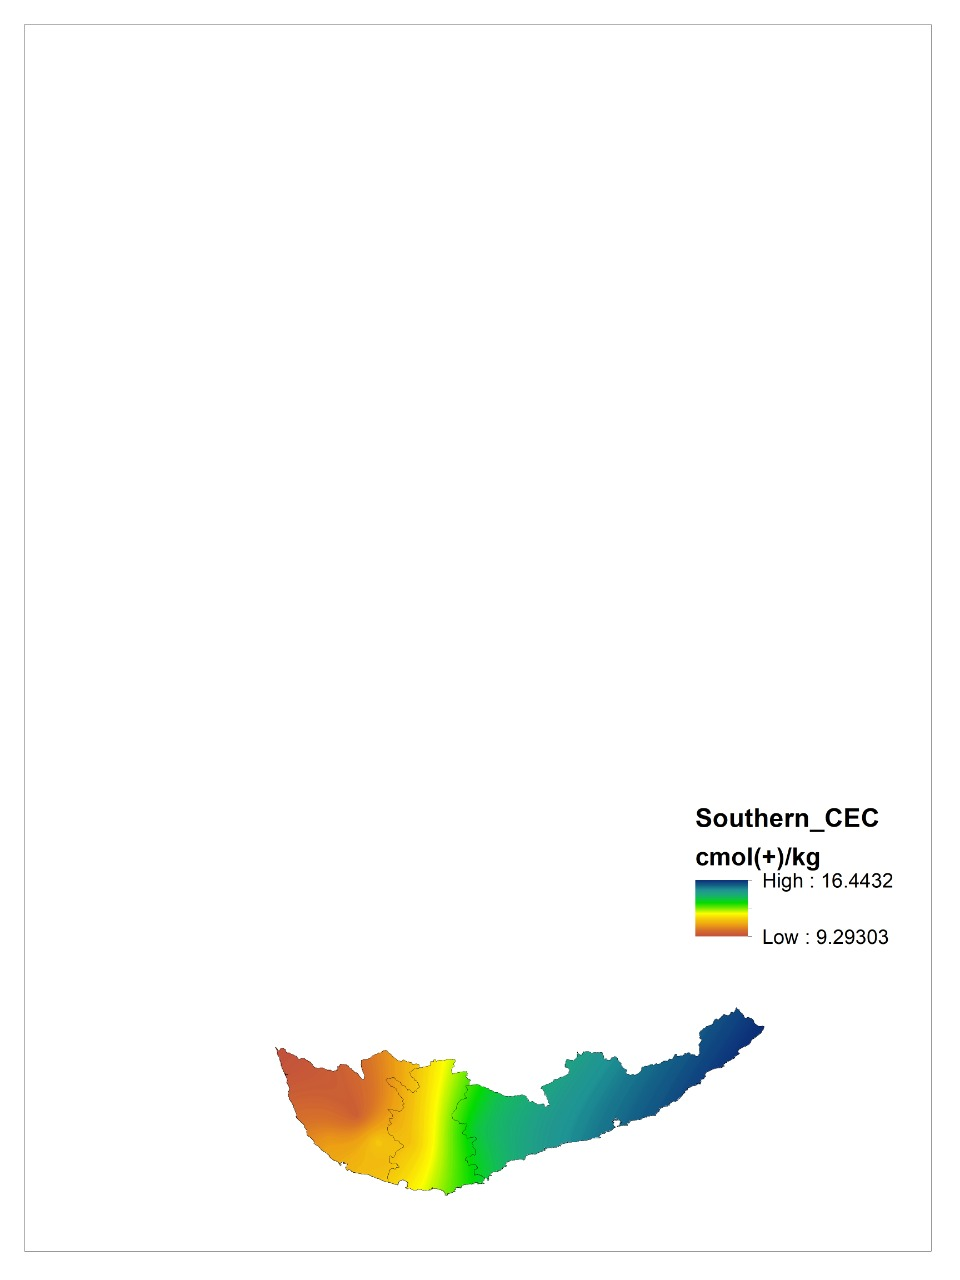 Southern_CEC
cmol(+)/kg
High : 16.4432
Low : 9.29303